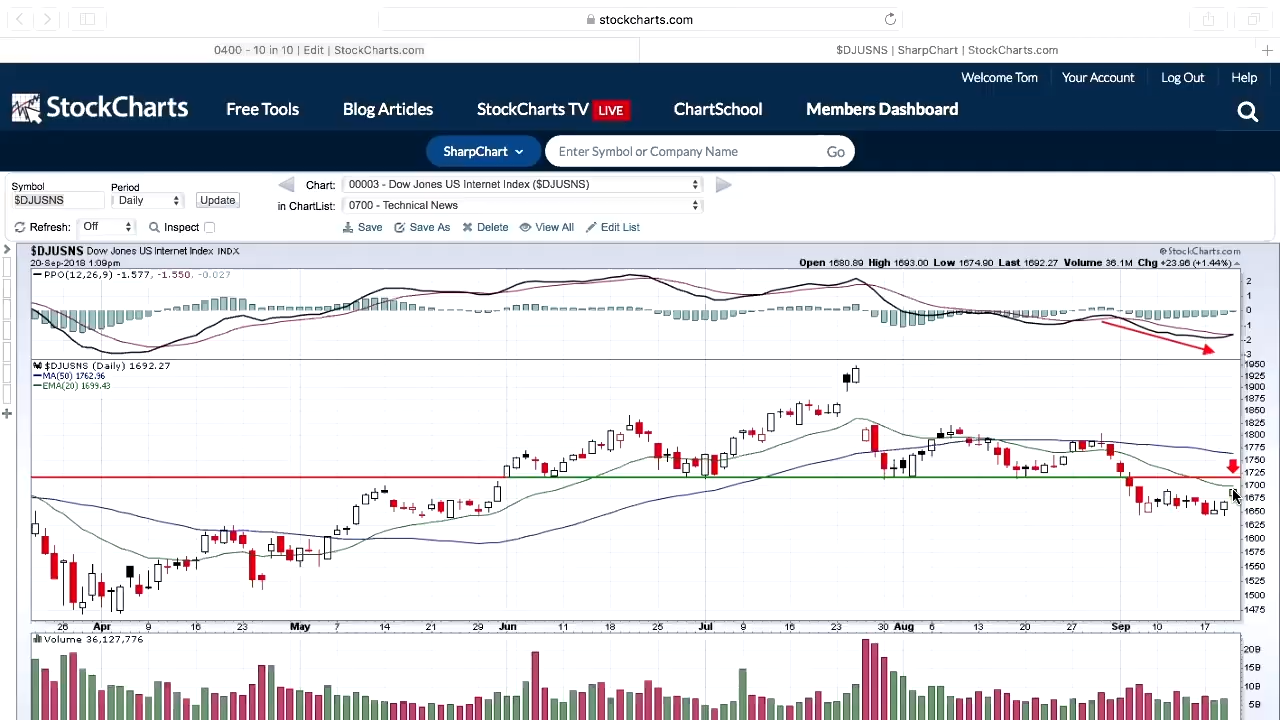 stockcharts.com
0400 - 10 in 10 | Edit | StockCharts.com
$DJUSNS | SharpChart | StockCharts.com
Welcome Tom Your Account Log Out Help
StockCharts Free Tools Blog Articles StockCharts TV LIVE ChartSchool Members Dashboard
SharpChart Enter Symbol or Company Name Go
Symbol Period Chart: 00003 - Dow Jones US Internet Index ($DJUSNS)
$DJUSNS Daily Update in ChartList: 0700 - Technical News
Refresh: Off Inspect Save Save As Delete View All Edit List
$DJUSNS Dow Jones US Internet Index INDX © StockCharts.com
20-Sep-2018 1:09pm Open 1680.89 High 1693.00 Low 1674.90 Last 1692.27 Volume 36.1M Chg +23.96 (+1.44%)
PPO(12,26,9) -1.577, -1.550, -0.027
2
1
0
-1
-2
-3
$DJUSNS (Daily) 1692.27
MA(50) 1762.96
EMA(20) 1699.43
1950
1925
1900
1875
1850
1825
1800
1775
1750
1725
1700
1675
1650
1625
1600
1575
1550
1525
1500
1475
26 Apr 9 16 23 May 7 14 21 29 Jun 11 18 25 Jul 9 16 23 30 Aug 6 13 20 27 Sep 10 17
Volume 36,127,776
20B
15B
10B
5B